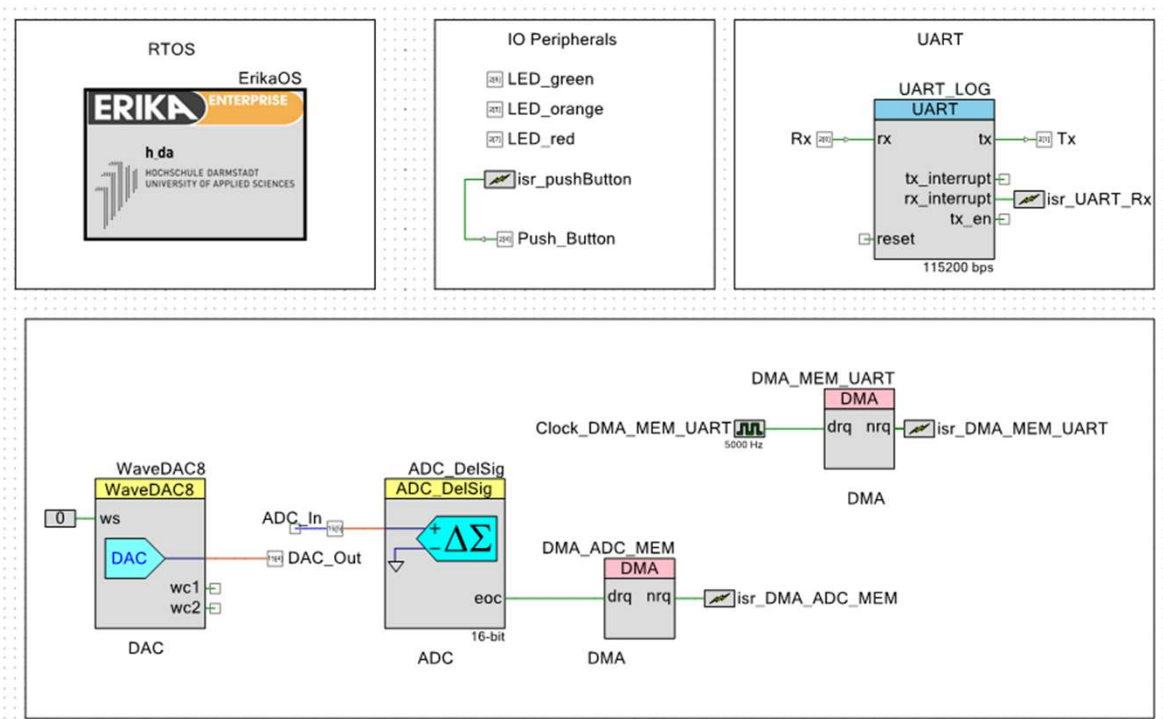 RTOS
ErikaOS
ERIKA ENTERPRISE
h_da
HOCHSCHULE DARMSTADT
UNIVERSITY OF APPLIED SCIENCES
IO Peripherals
LED_green
LED_orange
LED_red
isr_pushButton
Push_Button
UART
UART_LOG
UART
Rx
rx
tx
Tx
tx_interrupt
rx_interrupt
isr_UART_Rx
tx_en
reset
115200 bps
DMA_MEM_UART
DMA
Clock_DMA_MEM_UART
5000 Hz
drq nrq
isr_DMA_MEM_UART
DMA
WaveDAC8
WaveDAC8
0
ws
DAC
DAC_Out
wc1
wc2
DAC
ADC_DelSig
ADC_DelSig
ADC_In
+
−
ΔΣ
eoc
16-bit
ADC
DMA_ADC_MEM
DMA
drq nrq
isr_DMA_ADC_MEM
DMA